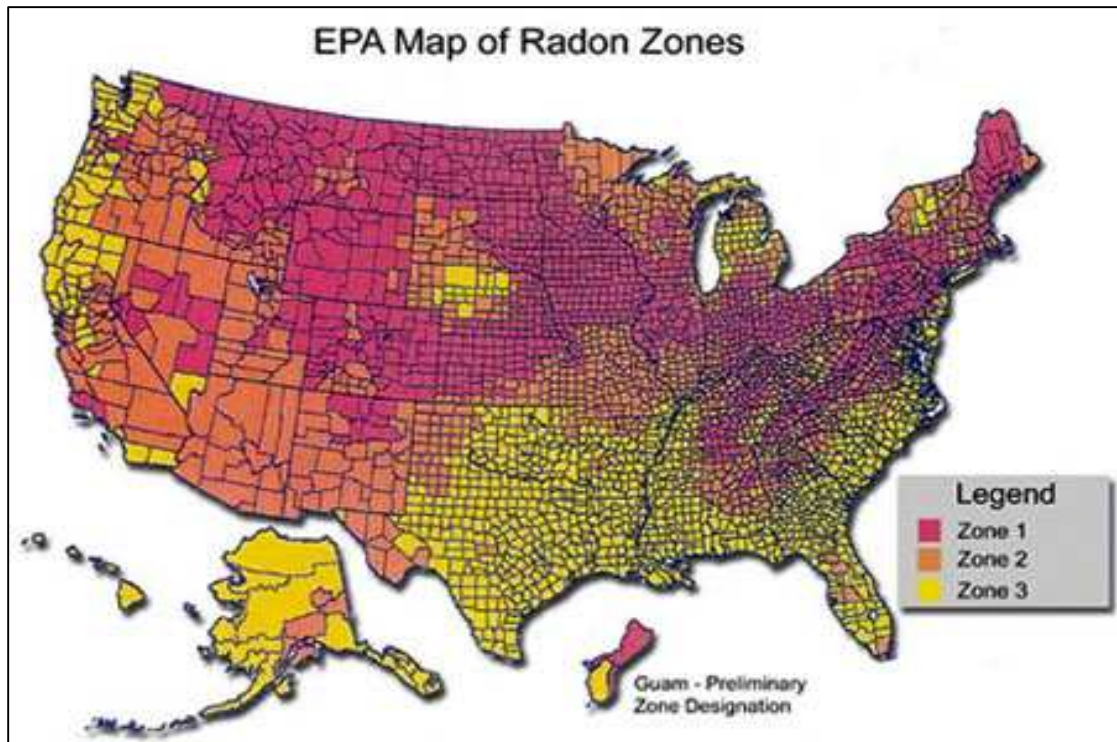 EPA Map of Radon Zones
Legend
Zone 1
Zone 2
Zone 3
Guam - Preliminary
Zone Designation